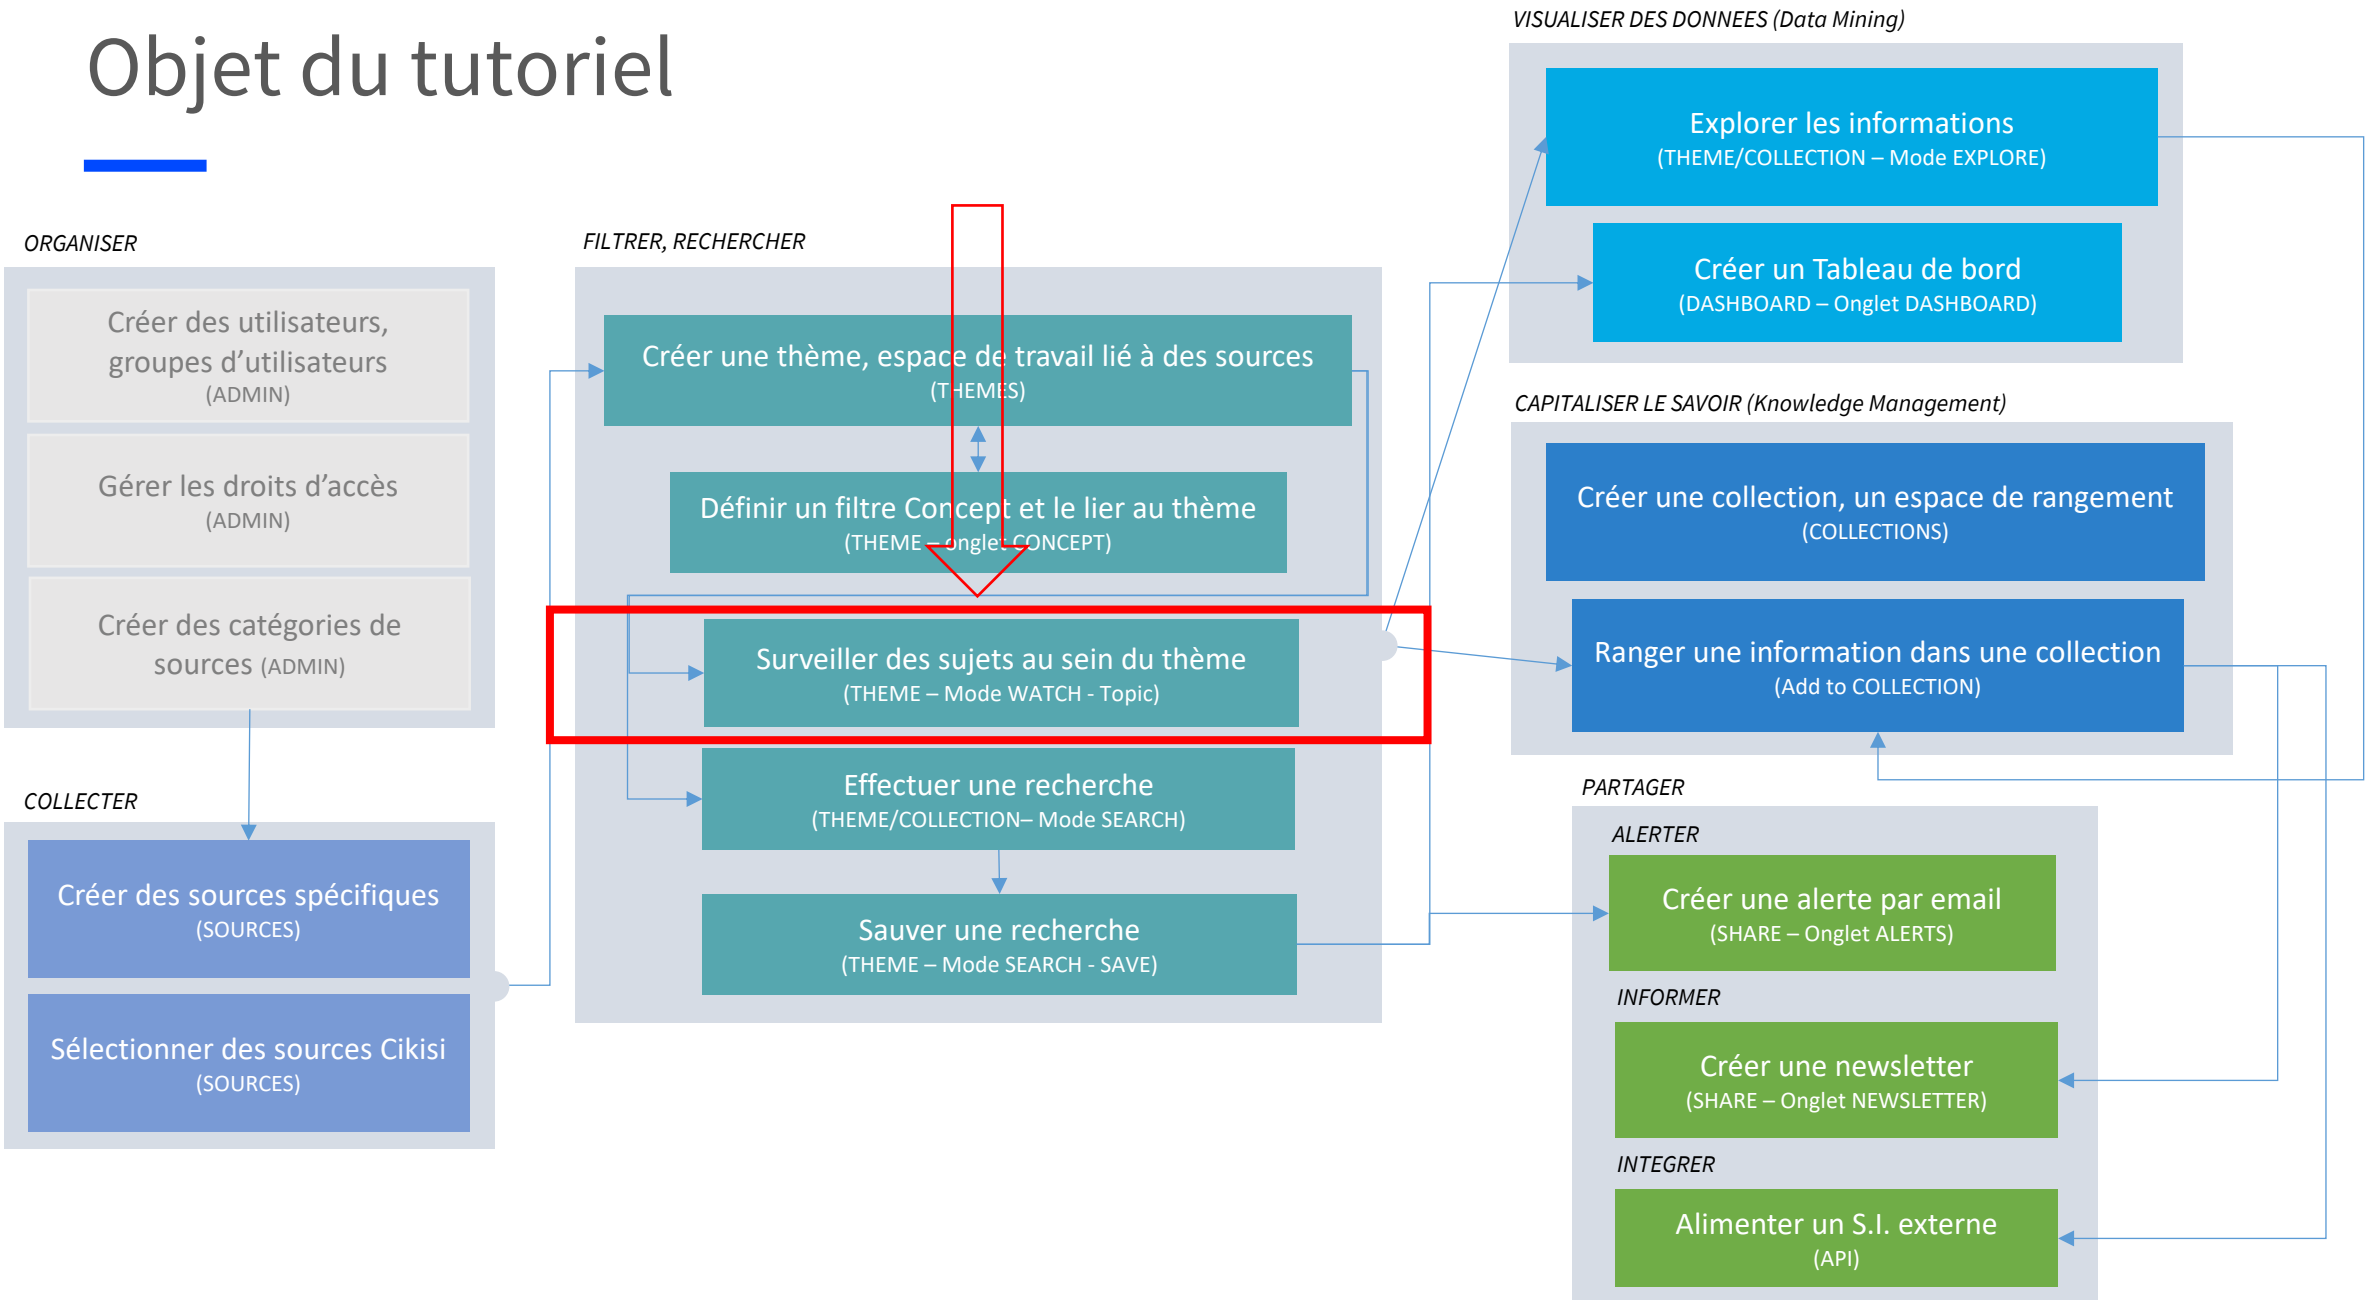 Objet du tutoriel
ORGANISER
Créer des utilisateurs,
groupes d’utilisateurs
(ADMIN)
Gérer les droits d’accès
(ADMIN)
Créer des catégories de
sources (ADMIN)
COLLECTER
Créer des sources spécifiques
(SOURCES)
Sélectionner des sources Cikisi
(SOURCES)
FILTRER, RECHERCHER
Créer une thème, espace de travail lié à des sources
(THEMES)
Définir un filtre Concept et le lier au thème
(THEME – onglet CONCEPT)
Surveiller des sujets au sein du thème
(THEME – Mode WATCH - Topic)
Effectuer une recherche
(THEME/COLLECTION– Mode SEARCH)
Sauver une recherche
(THEME – Mode SEARCH - SAVE)
VISUALISER DES DONNEES (Data Mining)
Explorer les informations
(THEME/COLLECTION – Mode EXPLORE)
Créer un Tableau de bord
(DASHBOARD – Onglet DASHBOARD)
CAPITALISER LE SAVOIR (Knowledge Management)
Créer une collection, un espace de rangement
(COLLECTIONS)
Ranger une information dans une collection
(Add to COLLECTION)
PARTAGER
ALERTER
Créer une alerte par email
(SHARE – Onglet ALERTS)
INFORMER
Créer une newsletter
(SHARE – Onglet NEWSLETTER)
INTEGRER
Alimenter un S.I. externe
(API)